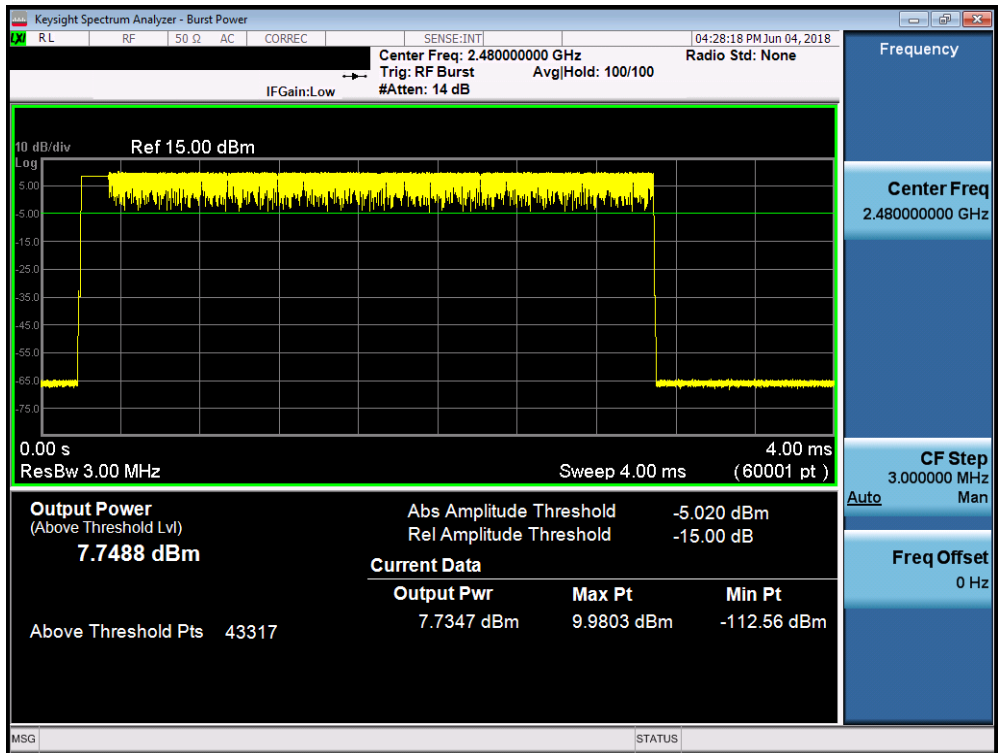 Keysight Spectrum Analyzer - Burst Power
LXI RL RF 50 Ω AC CORREC SENSE:INT 04:28:18 PM Jun 04, 2018
Center Freq: 2.480000000 GHz Radio Std: None
Trig: RF Burst Avg|Hold: 100/100
IFGain:Low #Atten: 14 dB
10 dB/div Ref 15.00 dBm
Log
5.00
-5.00
-15.0
-25.0
-35.0
-45.0
-55.0
-65.0
-75.0
0.00 s 4.00 ms
ResBw 3.00 MHz Sweep 4.00 ms (60001 pt)
Output Power
(Above Threshold Lvl)
7.7488 dBm
Above Threshold Pts 43317
Abs Amplitude Threshold -5.020 dBm
Rel Amplitude Threshold -15.00 dB
Current Data
Output Pwr Max Pt Min Pt
7.7347 dBm 9.9803 dBm -112.56 dBm
Frequency
Center Freq
2.480000000 GHz
CF Step
3.000000 MHz
Auto Man
Freq Offset
0 Hz
MSG STATUS